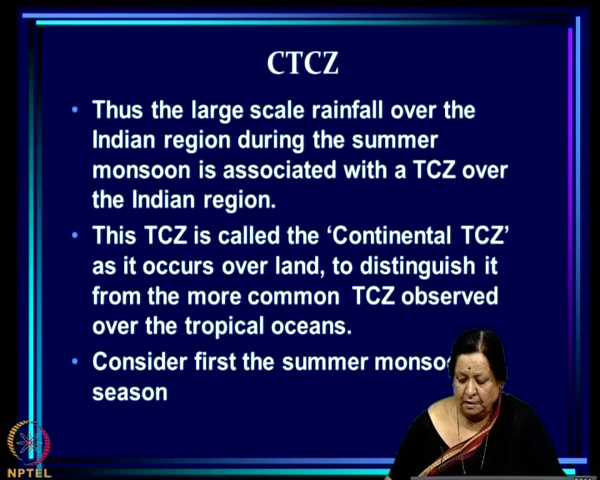 CTCZ
• Thus the large scale rainfall over the
Indian region during the summer
monsoon is associated with a TCZ over
the Indian region.
• This TCZ is called the ‘Continental TCZ’
as it occurs over land, to distinguish it
from the more common TCZ observed
over the tropical oceans.
• Consider first the summer
season
NPTEL